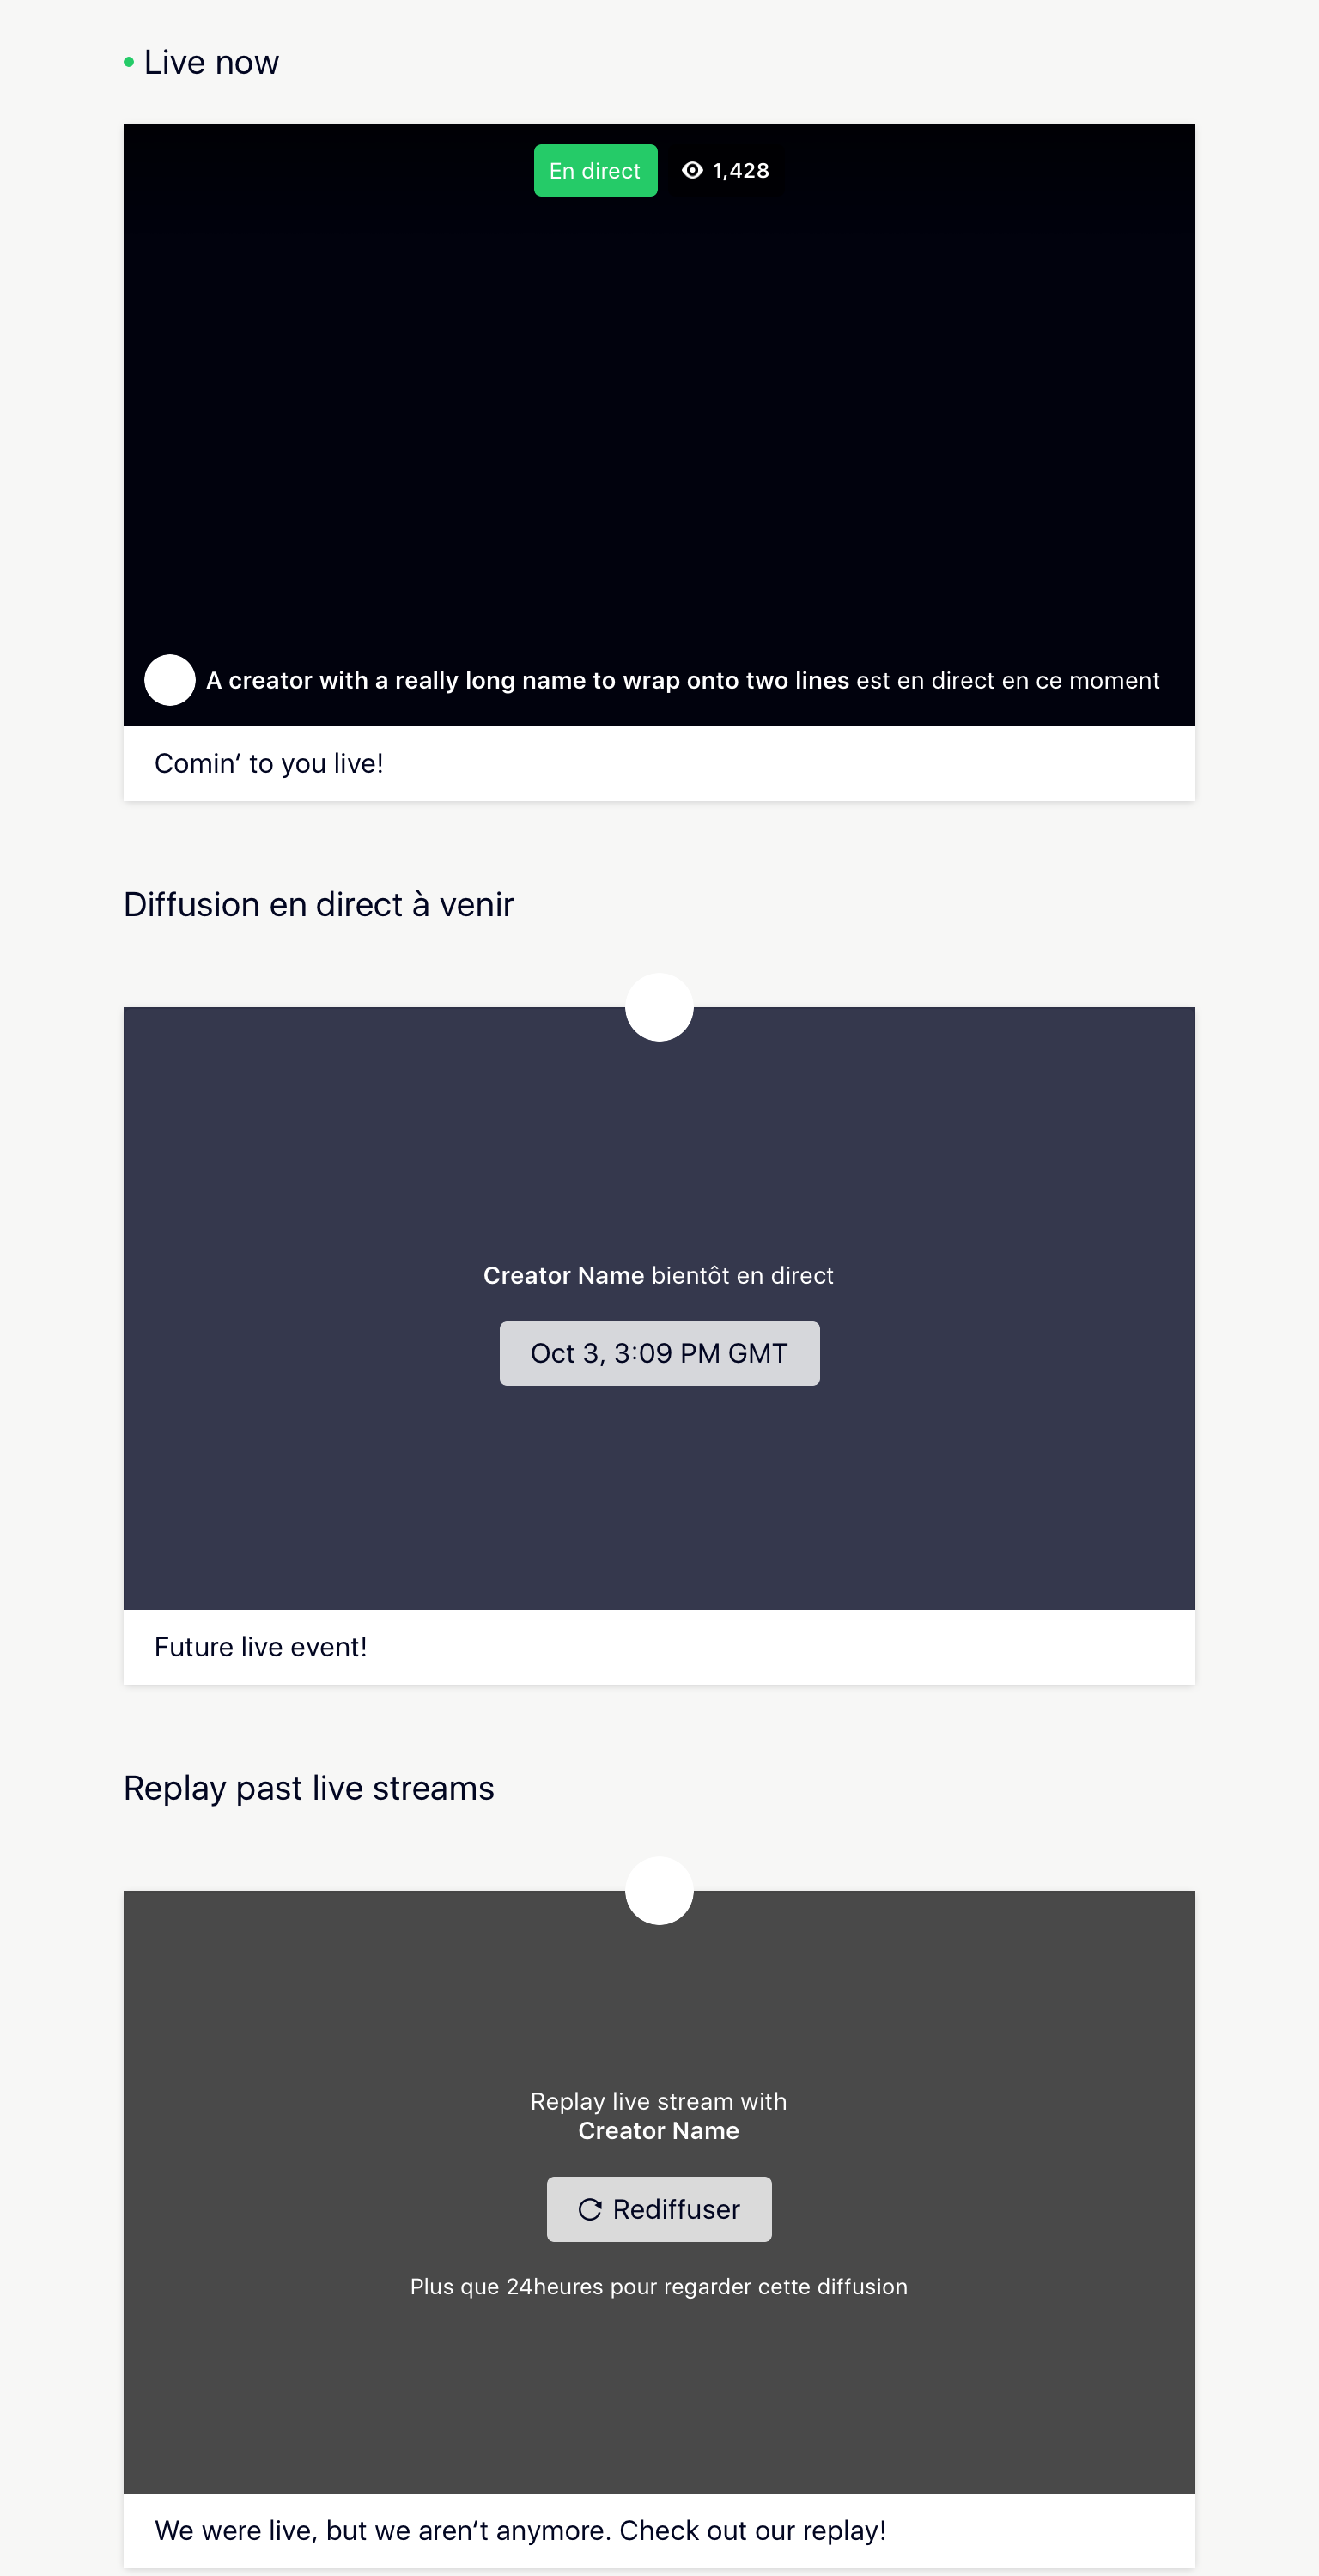 Live now
En direct 1,428
A creator with a really long name to wrap onto two lines est en direct en ce moment
Comin‘ to you live!
Diffusion en direct à venir
Creator Name bientôt en direct
Oct 3, 3:09 PM GMT
Future live event!
Replay past live streams
Replay live stream with
Creator Name
Rediffuser
Plus que 24heures pour regarder cette diffusion
We were live, but we aren‘t anymore. Check out our replay!